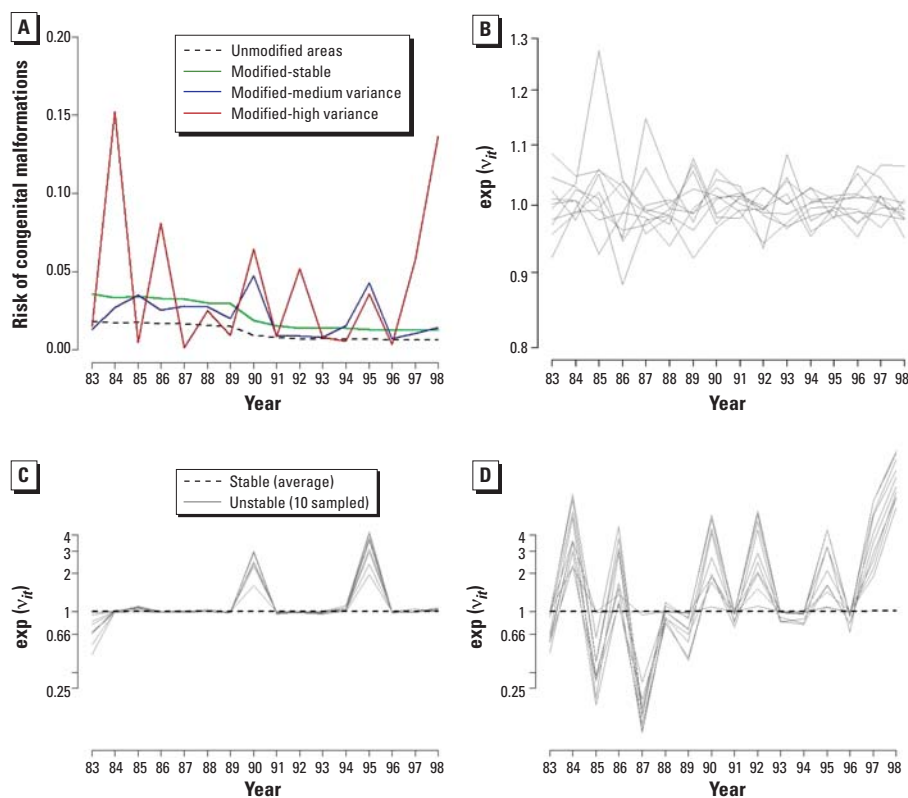 A
Risk of congenital malformations
0.20
0.15
0.10
0.05
0.00
Unmodified areas
Modified-stable
Modified-medium variance
Modified-high variance
83 84 85 86 87 88 89 90 91 92 93 94 95 96 97 98
Year
B
exp (νit)
1.3
1.2
1.1
1.0
0.9
0.8
83 84 85 86 87 88 89 90 91 92 93 94 95 96 97 98
Year
C
Stable (average)
Unstable (10 sampled)
exp (νit)
4
3
2
1
0.66
0.25
83 84 85 86 87 88 89 90 91 92 93 94 95 96 97 98
Year
D
exp (νit)
4
3
2
1
0.66
0.25
83 84 85 86 87 88 89 90 91 92 93 94 95 96 97 98
Year